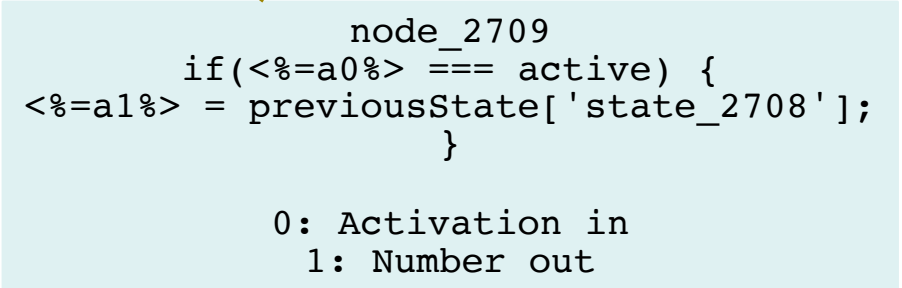 node_2709
if(<%=a0%> === active) {
<%=a1%> = previousState['state_2708'];
}
0: Activation in
1: Number out